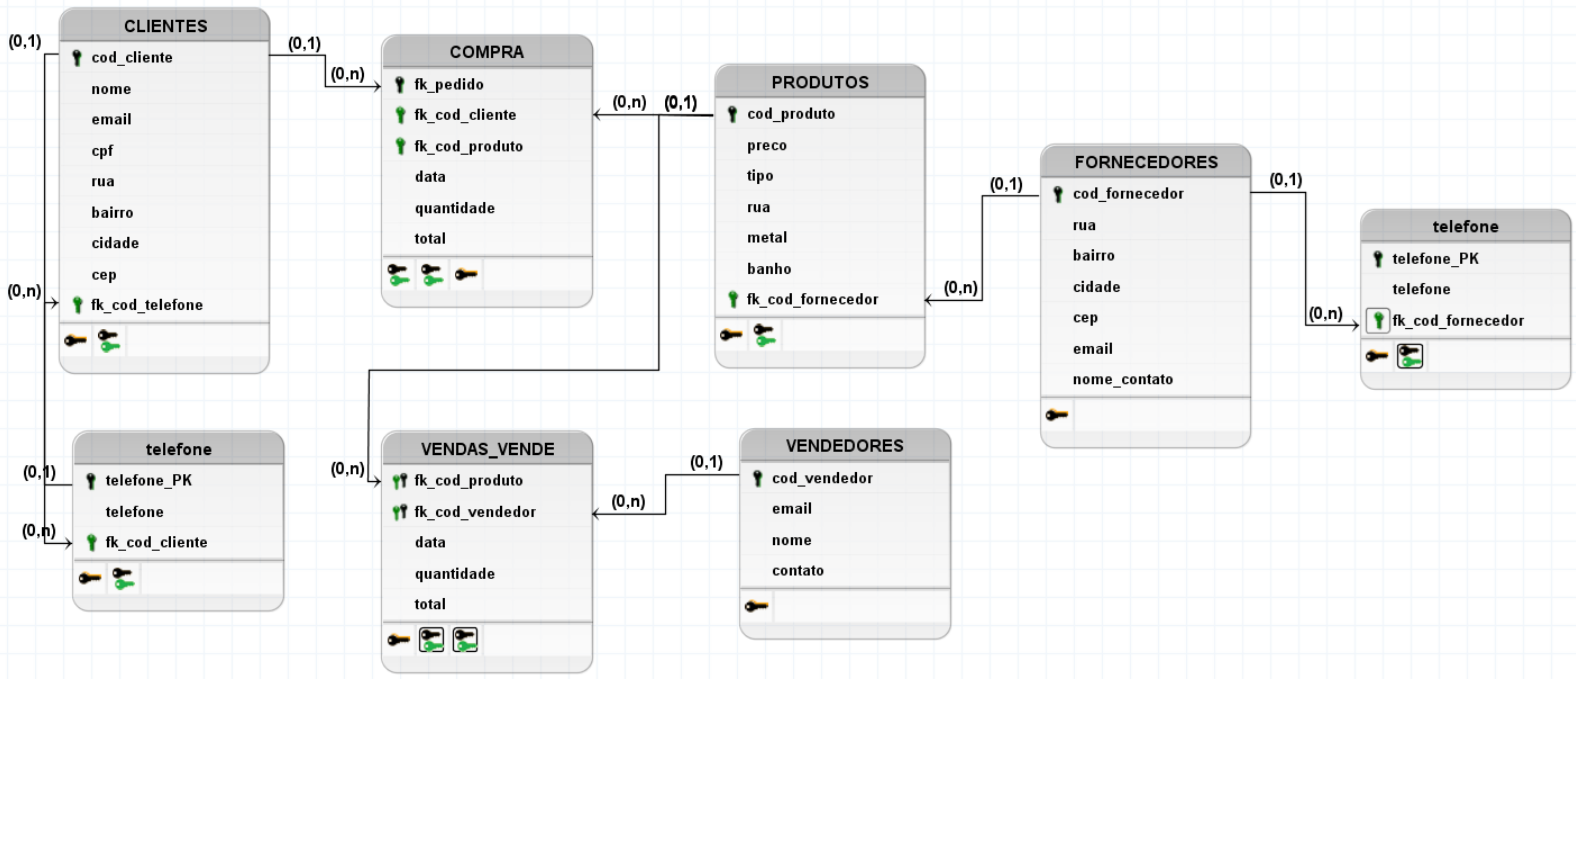 CLIENTES
(0,1)
cod_cliente
nome
email
cpf
rua
bairro
cidade
cep
(0,n)
fk_cod_telefone
(0,1)
(0,n)
COMPRA
fk_pedido
fk_cod_cliente
fk_cod_produto
data
quantidade
total
(0,n)
(0,1)
PRODUTOS
cod_produto
preco
tipo
rua
metal
banho
fk_cod_fornecedor
(0,1)
(0,n)
FORNECEDORES
cod_fornecedor
rua
bairro
cidade
cep
email
nome_contato
(0,1)
(0,n)
telefone
telefone_PK
telefone
fk_cod_fornecedor
telefone
(0,1)
telefone_PK
telefone
(0,n)
fk_cod_cliente
VENDAS_VENDE
(0,n)
fk_cod_produto
fk_cod_vendedor
data
quantidade
total
(0,1)
(0,n)
VENDEDORES
cod_vendedor
email
nome
contato